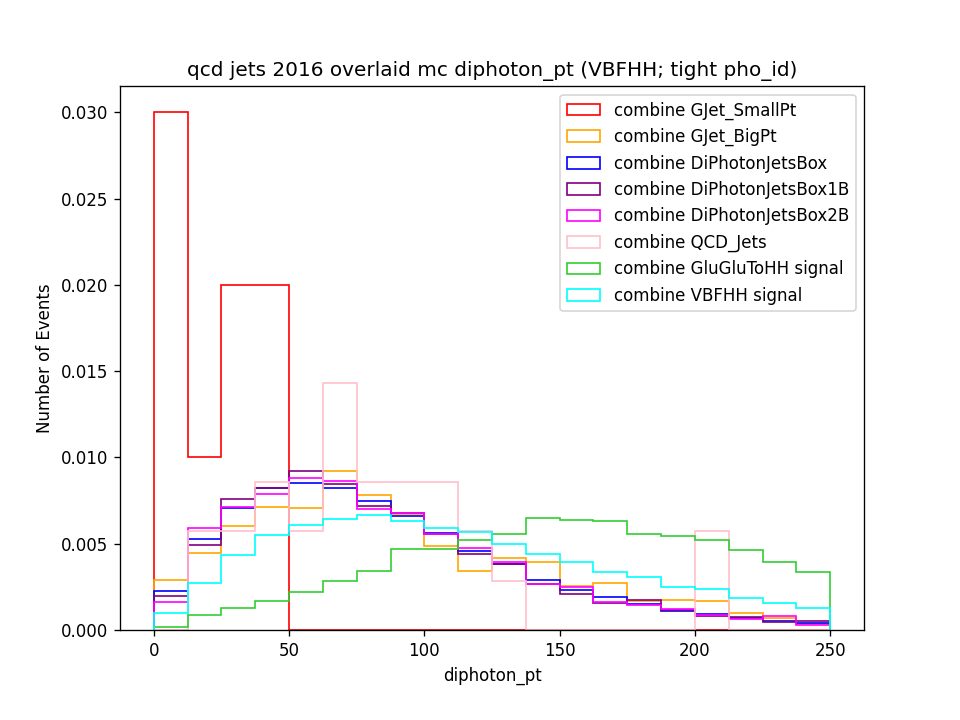 qcd jets 2016 overlaid mc diphoton_pt (VBFHH; tight pho_id)
combine GJet_SmallPt
combine GJet_BigPt
combine DiPhotonJetsBox
combine DiPhotonJetsBox1B
combine DiPhotonJetsBox2B
combine QCD_Jets
combine GluGluToHH signal
combine VBFHH signal
Number of Events
0.030
0.025
0.020
0.015
0.010
0.005
0.000
0 50 100 150 200 250
diphoton_pt